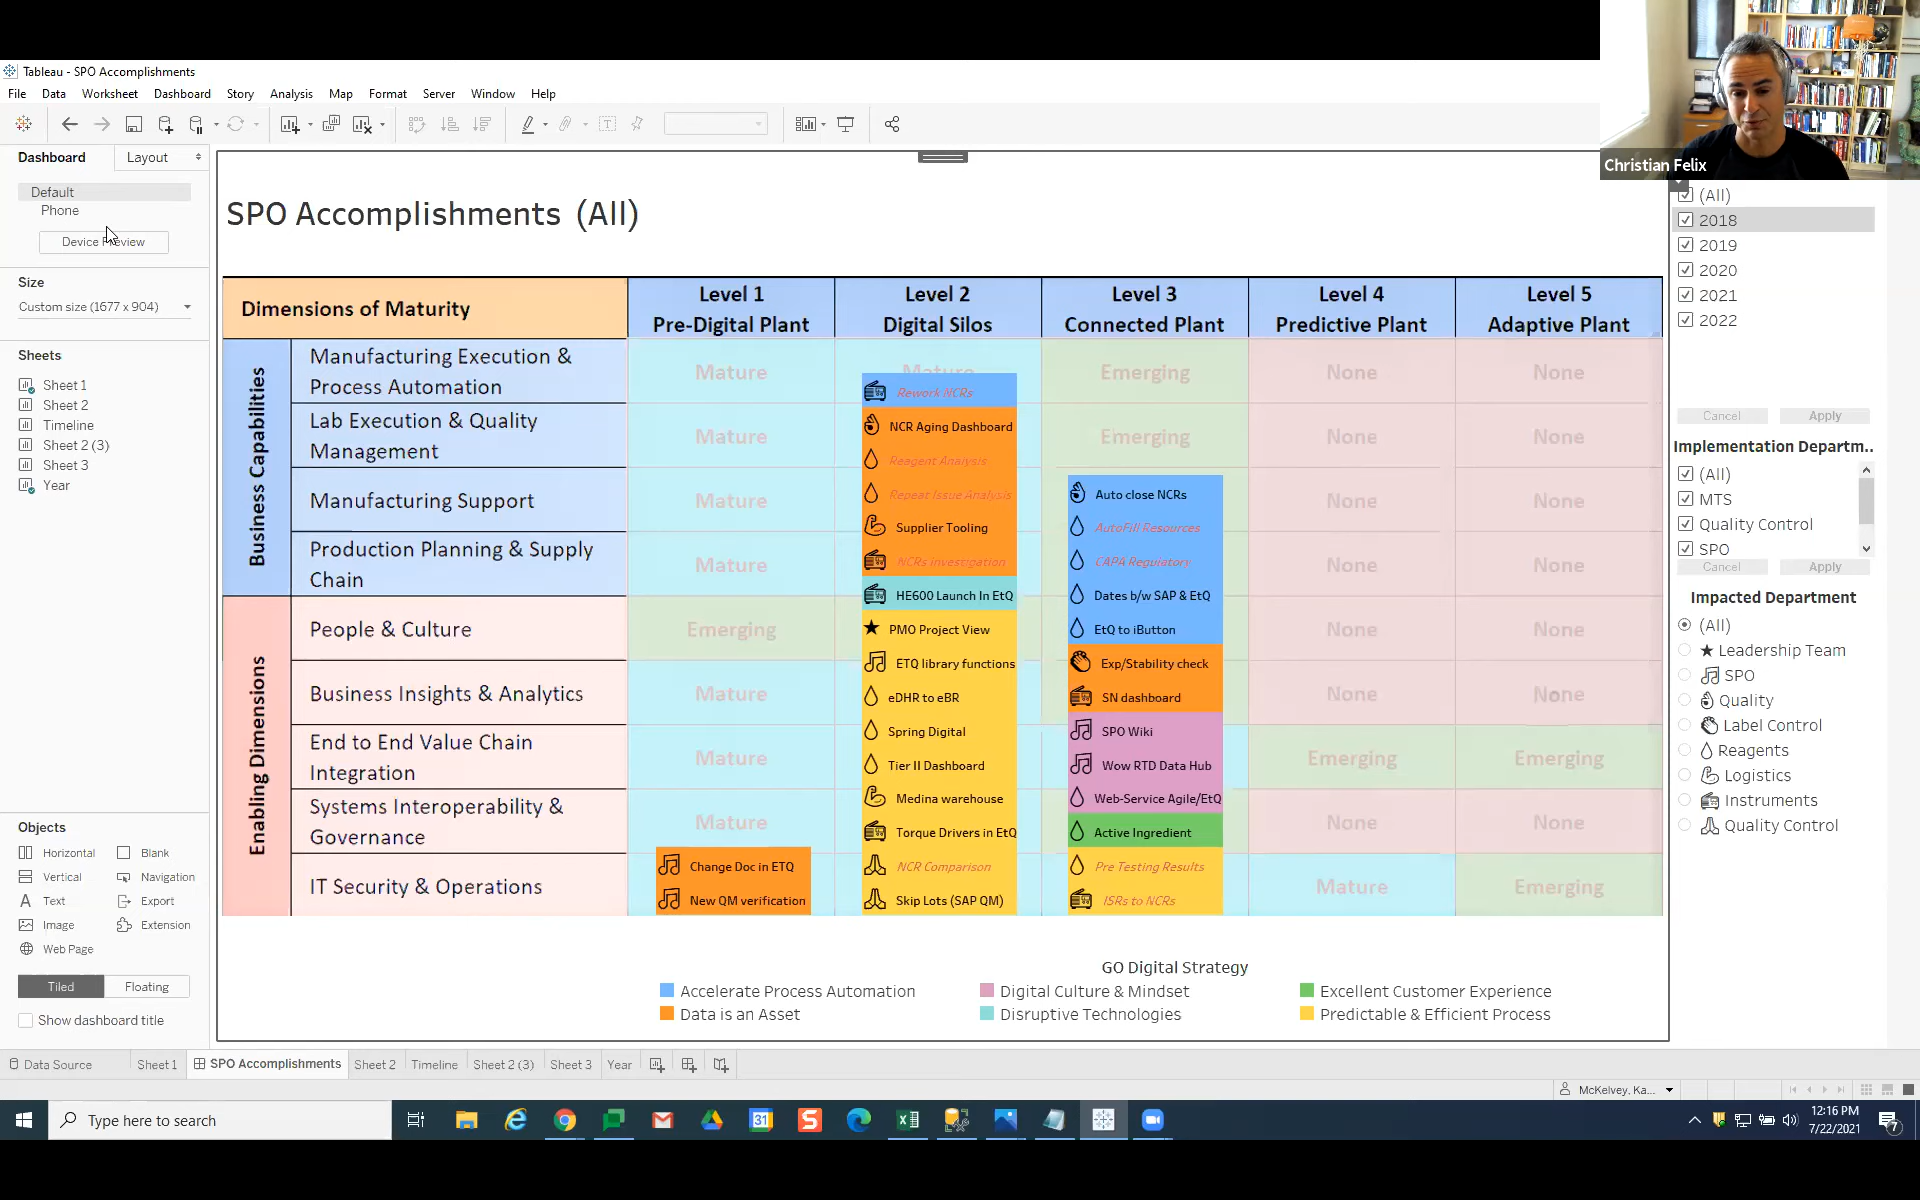 Tableau - SPO Accomplishments
File Data Worksheet Dashboard Story Analysis Map Format Server Window Help
Christian Felix
Dashboard Layout
Default
Phone
Device Preview
Size
Custom size (1677 x 904)
Sheets
Sheet 1
Sheet 2
Timeline
Sheet 2 (3)
Sheet 3
Year
Objects
Horizontal Blank
Vertical Navigation
Text Export
Image Extension
Web Page
Tiled Floating
Show dashboard title
SPO Accomplishments (All)
Dimensions of Maturity
Level 1 Pre-Digital Plant
Level 2 Digital Silos
Level 3 Connected Plant
Level 4 Predictive Plant
Level 5 Adaptive Plant
Business Capabilities
Manufacturing Execution & Process Automation
Mature Mature Emerging None None
Lab Execution & Quality Management
Mature Emerging None None
Manufacturing Support
Mature None None
Production Planning & Supply Chain
Mature None None
Enabling Dimensions
People & Culture
Emerging None None
Business Insights & Analytics
Mature None None
End to End Value Chain Integration
Mature Emerging Emerging
Systems Interoperability & Governance
Mature None None
IT Security & Operations
Mature Emerging
Change Doc in ETQ
New QM verification
Rework NCRs
NCR Aging Dashboard
Reagent Analysis
Repeat Issue Analysis
Supplier Tooling
NCRs Investigation
HE600 Launch In EtQ
PMO Project View
ETQ library functions
eDHR to eBR
Spring Digital
Tier II Dashboard
Medina warehouse
Torque Drivers in EtQ
NCR Comparison
Skip Lots (SAP QM)
Auto close NCRs
AutoFill Resources
CAPA Regulatory
Dates b/w SAP & EtQ
EtQ to iButton
Exp/Stability check
SN dashboard
SPO Wiki
Wow RTD Data Hub
Web-Service Agile/EtQ
Active Ingredient
Pre Testing Results
ISRs to NCRs
GO Digital Strategy
Accelerate Process Automation Digital Culture & Mindset Excellent Customer Experience
Data is an Asset Disruptive Technologies Predictable & Efficient Process
(All)
2018
2019
2020
2021
2022
Cancel Apply
Implementation Departm..
(All)
MTS
Quality Control
SPO
Cancel Apply
Impacted Department
(All)
Leadership Team
SPO
Quality
Label Control
Reagents
Logistics
Instruments
Quality Control
Data Source Sheet 1 SPO Accomplishments Sheet 2 Timeline Sheet 2 (3) Sheet 3 Year
McKelvey, Ka...
Type here to search
31
12:16 PM
7/22/2021
7